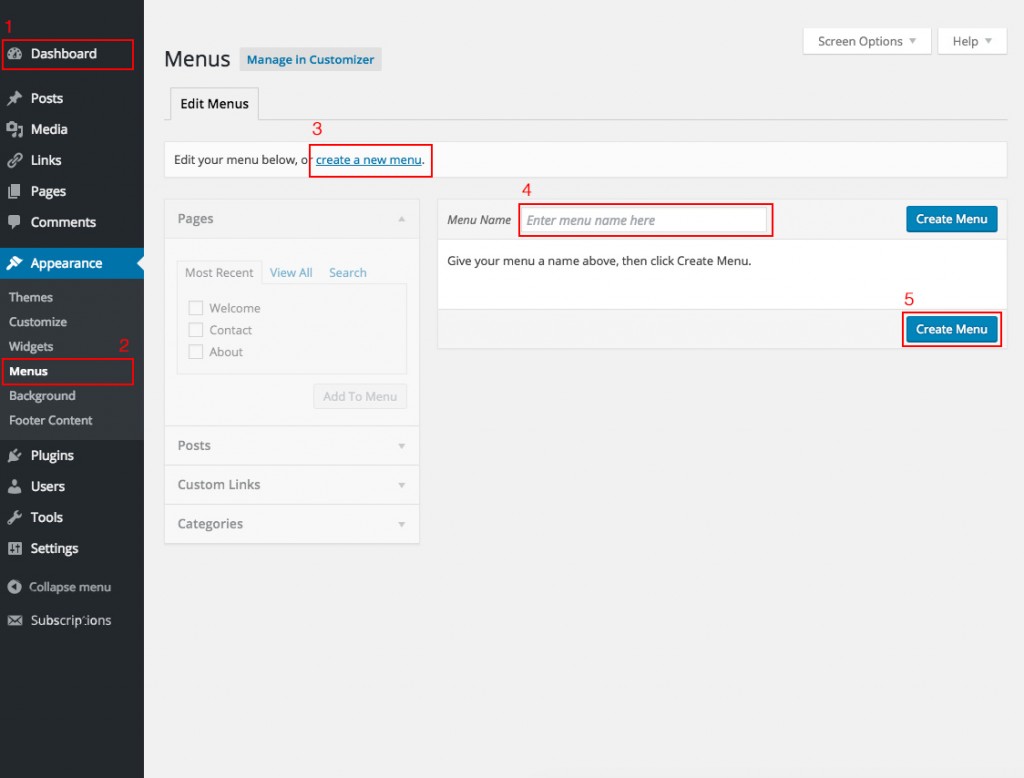 1
Dashboard
Posts
Media
Links
Pages
Comments
Appearance
Themes
Customize
Widgets
2
Menus
Background
Footer Content
Plugins
Users
Tools
Settings
Collapse menu
Subscriptions
Screen Options
Help
Menus
Manage in Customizer
Edit Menus
3
Edit your menu below, or create a new menu.
Pages
Most Recent View All Search
Welcome
Contact
About
Add To Menu
Posts
Custom Links
Categories
4
Menu Name Enter menu name here Create Menu
Give your menu a name above, then click Create Menu.
5
Create Menu